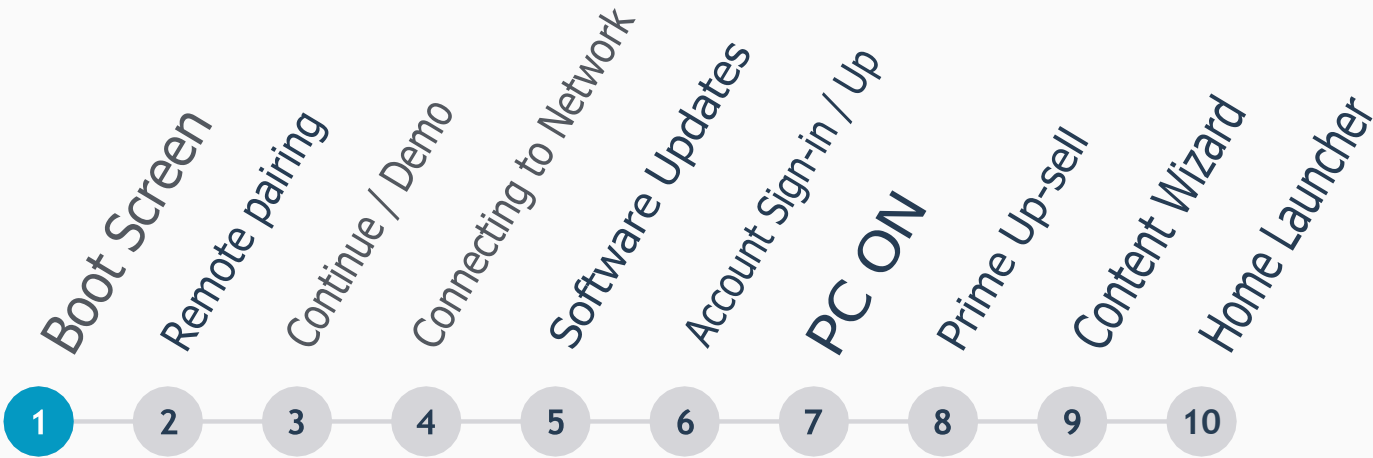 Boot Screen
Remote pairing
Continue / Demo
Connecting to Network
Software Updates
Account Sign-in / Up
PC ON
Prime Up-sell
Content Wizard
Home Launcher
1 2 3 4 5 6 7 8 9 10